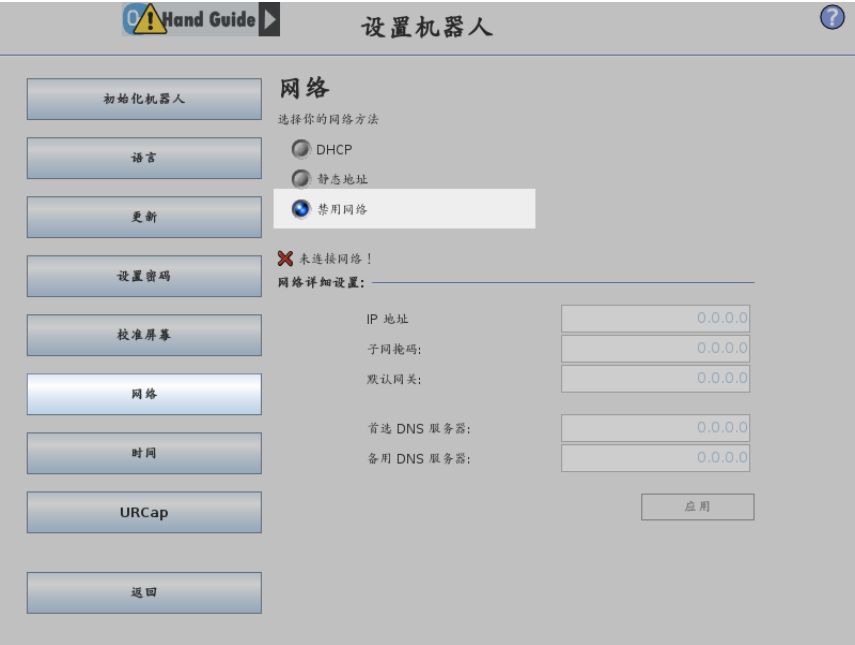 Hand Guide
设置机器人
?
初始化机器人
语言
更新
设置密码
校准屏幕
网络
时间
URCap
返回
网络
选择你的网络方法
DHCP
静态地址
禁用网络
未连接网络！
网络详细设置:
IP 地址 0.0.0.0
子网掩码: 0.0.0.0
默认网关: 0.0.0.0
首选 DNS 服务器: 0.0.0.0
备用 DNS 服务器: 0.0.0.0
应用